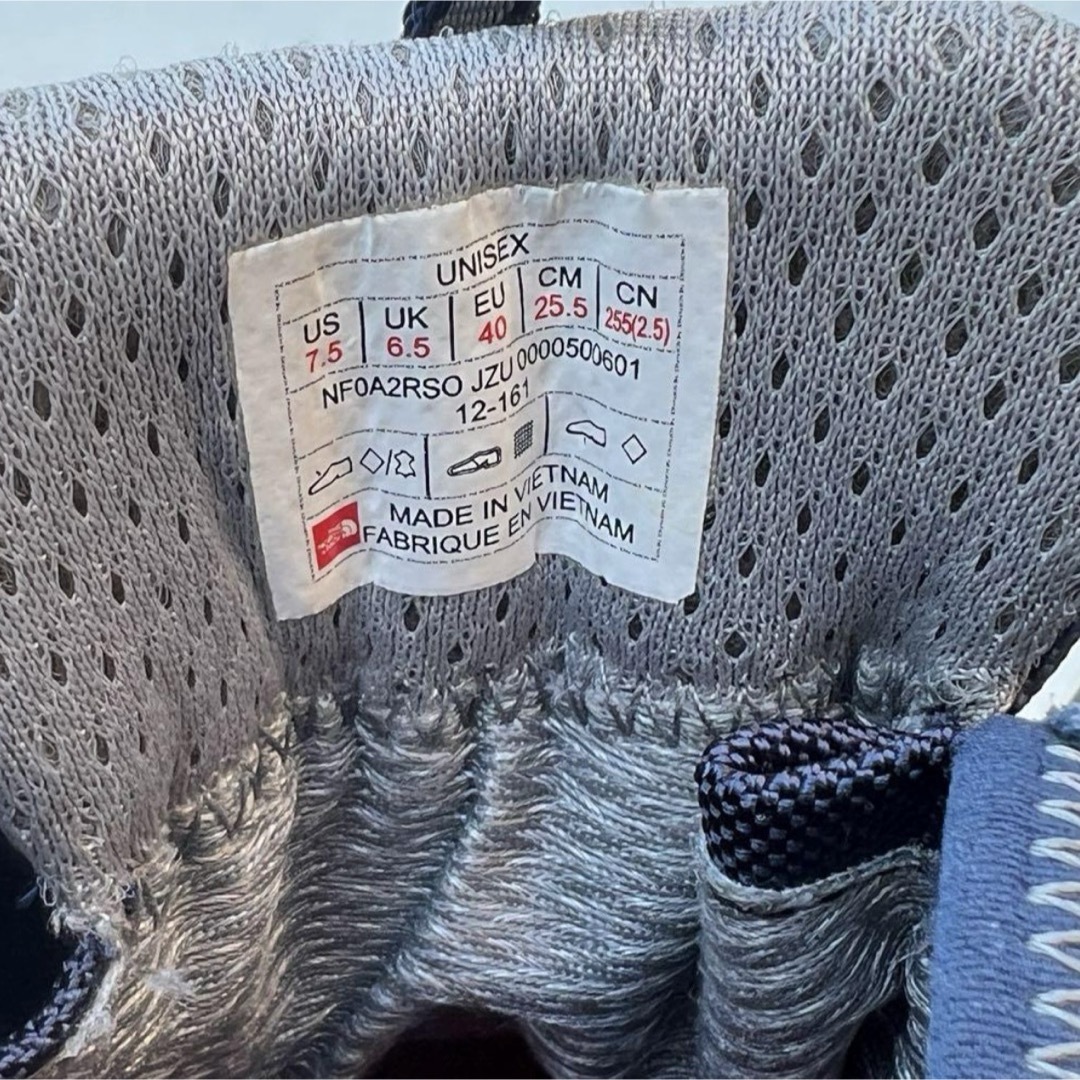 UNISEX
US UK EU CM CN
7.5 6.5 40 25.5 255(2.5)
NF0A2RSO JZU 0000500601
12-161
MADE IN VIETNAM
FABRIQUE EN VIETNAM